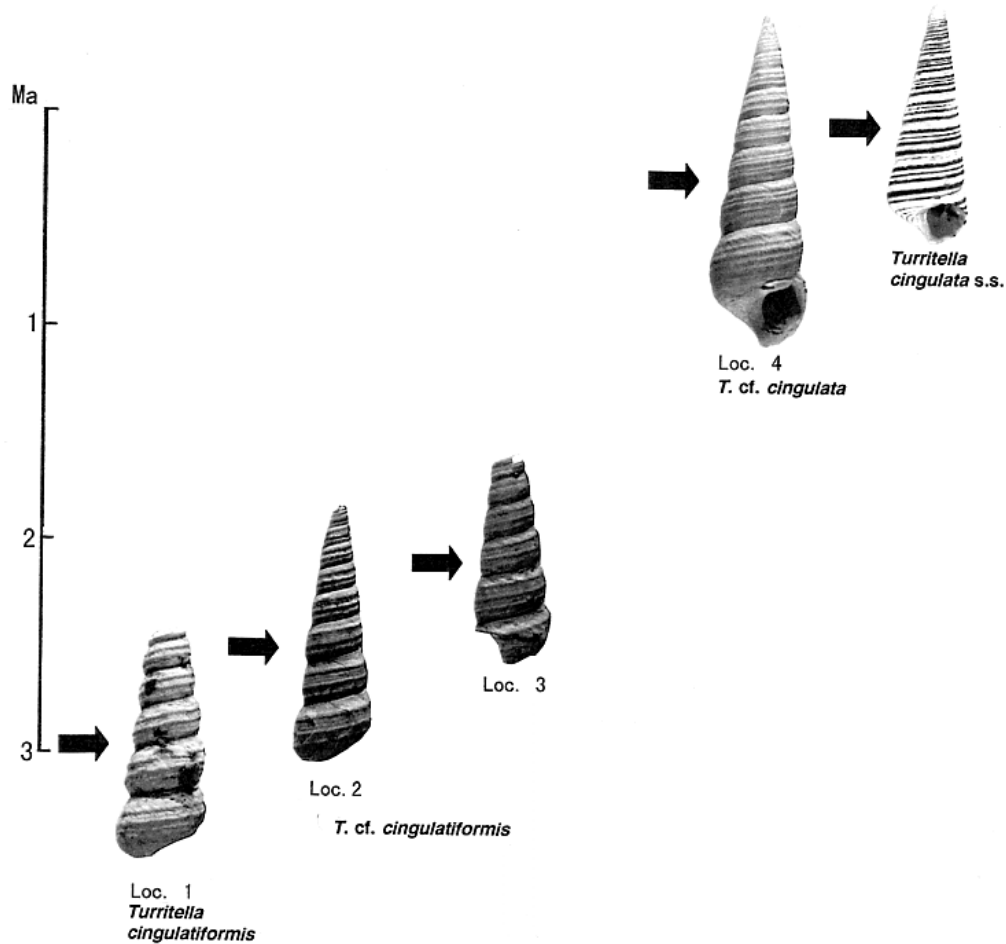 Ma
1
2
3
Loc. 1
Turritella
cingulatiformis
Loc. 2
T. cf. cingulatiformis
Loc. 3
Loc. 4
T. cf. cingulata
Turritella
cingulata s.s.